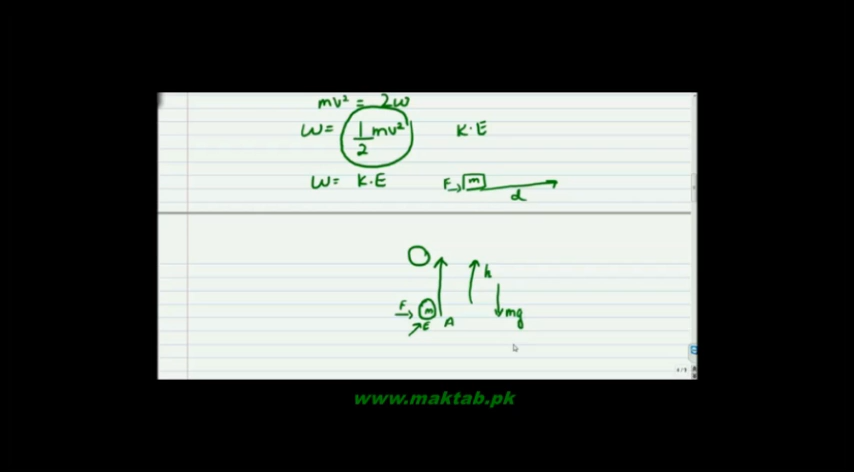 mv² = 2w
w = 1/2 mv² K.E
w = K.E F m
d
h
F m mg
E A
www.maktab.pk